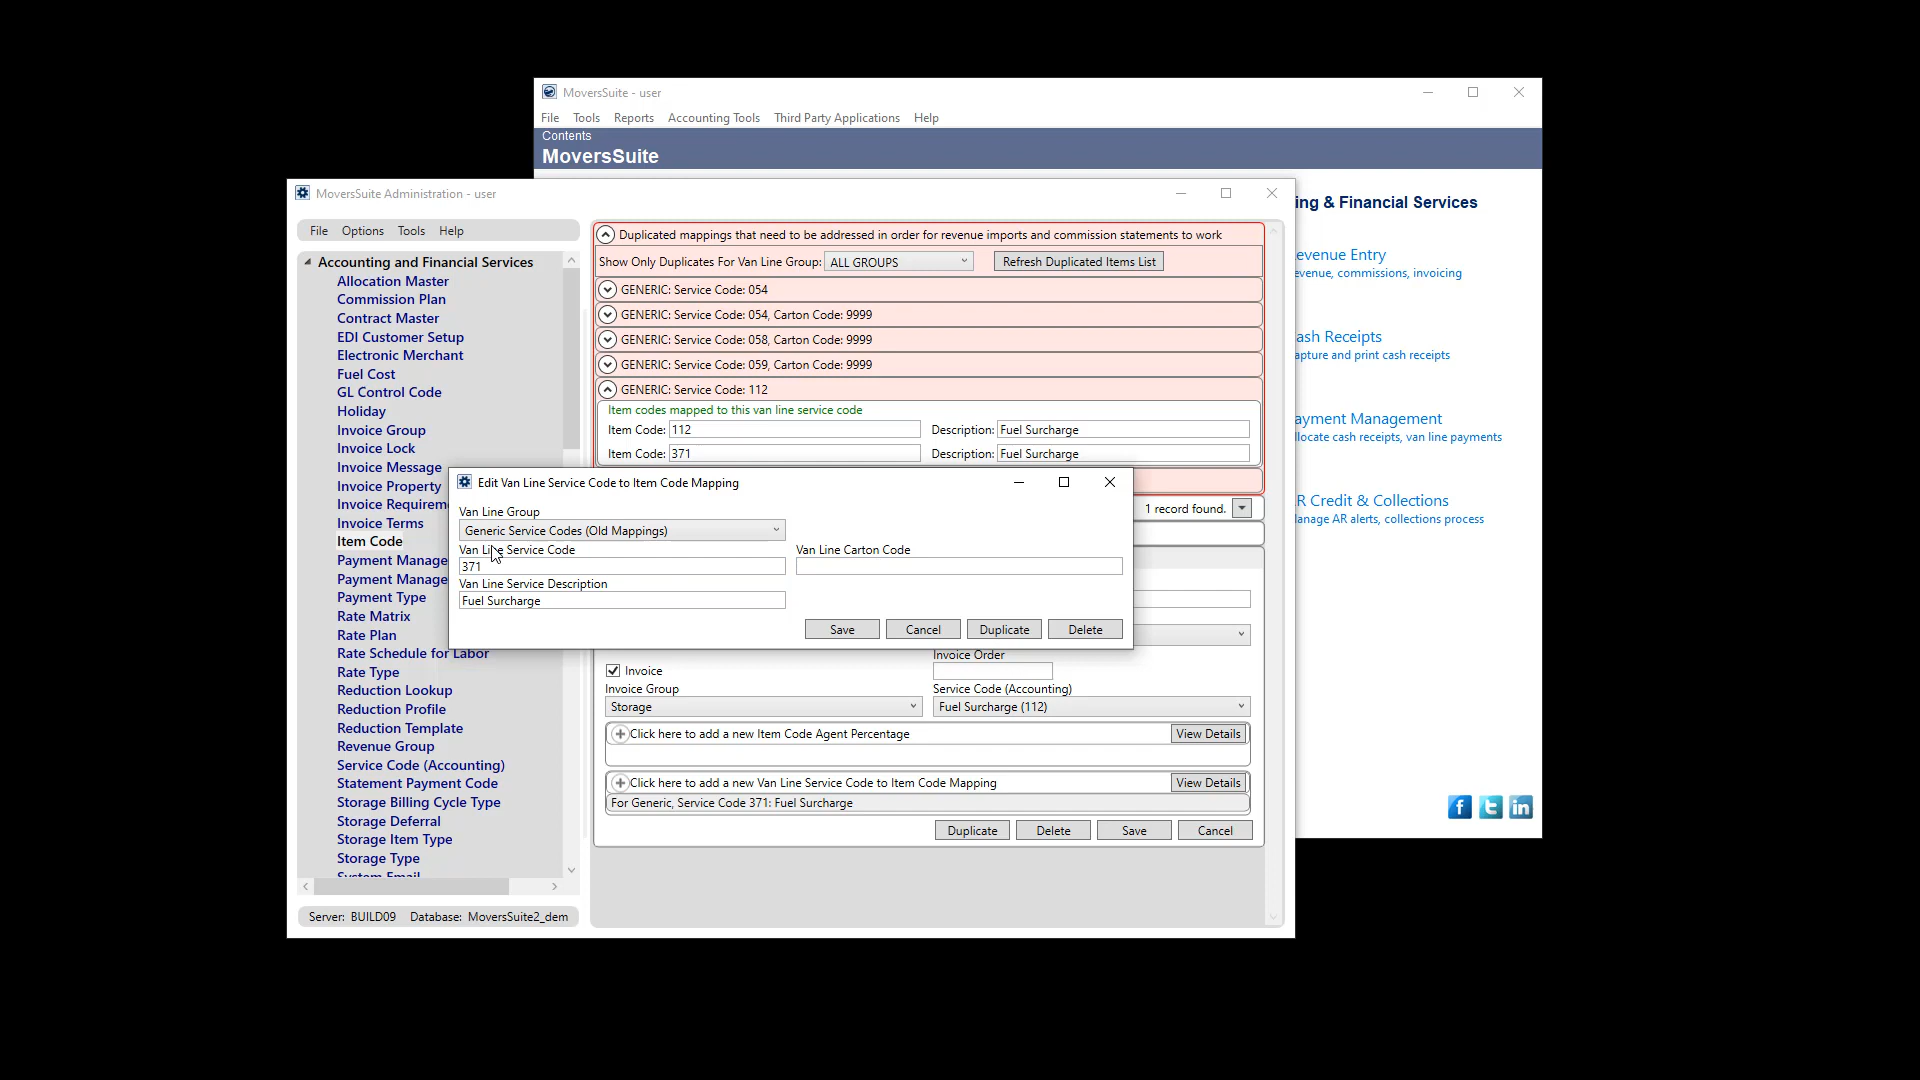 MoversSuite - user
File Tools Reports Accounting Tools Third Party Applications Help
Contents
MoversSuite
ing & Financial Services
evenue Entry
evenue, commissions, invoicing
ash Receipts
apture and print cash receipts
ayment Management
llocate cash receipts, van line payments
R Credit & Collections
anage AR alerts, collections process
MoversSuite Administration - user
File Options Tools Help
Accounting and Financial Services
Allocation Master
Commission Plan
Contract Master
EDI Customer Setup
Electronic Merchant
Fuel Cost
GL Control Code
Holiday
Invoice Group
Invoice Lock
Invoice Message
Invoice Property
Invoice Requirem
Invoice Terms
Item Code
Payment Manage
Payment Manage
Payment Type
Rate Matrix
Rate Plan
Rate Schedule for Labor
Rate Type
Reduction Lookup
Reduction Profile
Reduction Template
Revenue Group
Service Code (Accounting)
Statement Payment Code
Storage Billing Cycle Type
Storage Deferral
Storage Item Type
Storage Type
System Email
Server: BUILD09 Database: MoversSuite2_dem
Duplicated mappings that need to be addressed in order for revenue imports and commission statements to work
Show Only Duplicates For Van Line Group: ALL GROUPS Refresh Duplicated Items List
GENERIC: Service Code: 054
GENERIC: Service Code: 054, Carton Code: 9999
GENERIC: Service Code: 058, Carton Code: 9999
GENERIC: Service Code: 059, Carton Code: 9999
GENERIC: Service Code: 112
Item codes mapped to this van line service code
Item Code: 112 Description: Fuel Surcharge
Item Code: 371 Description: Fuel Surcharge
1 record found.
Edit Van Line Service Code to Item Code Mapping
Van Line Group
Generic Service Codes (Old Mappings)
Van Line Service Code Van Line Carton Code
371
Van Line Service Description
Fuel Surcharge
Save Cancel Duplicate Delete
Invoice Order
Invoice
Invoice Group Service Code (Accounting)
Storage Fuel Surcharge (112)
Click here to add a new Item Code Agent Percentage View Details
Click here to add a new Van Line Service Code to Item Code Mapping View Details
For Generic, Service Code 371: Fuel Surcharge
Duplicate Delete Save Cancel